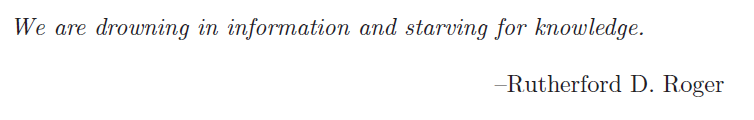 We are drowning in information and starving for knowledge.
–Rutherford D. Roger